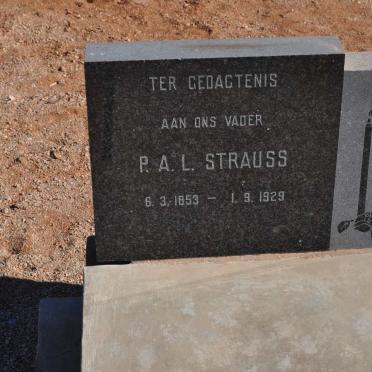 TER GEDAGTENIS
AAN ONS VADER
P. A. L. STRAUSS
6. 3. 1853 — 1. 9. 1929